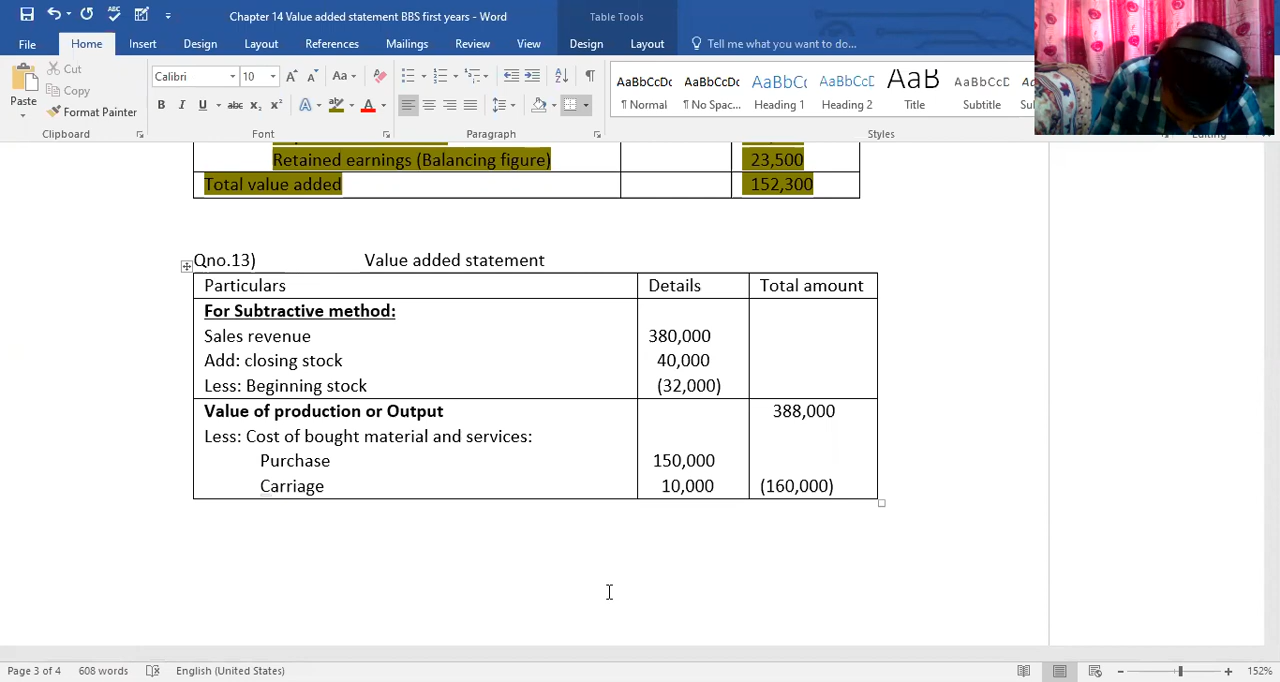 Chapter 14 Value added statement BBS first years - Word
Table Tools
File Home Insert Design Layout References Mailings Review View Design Layout Tell me what you want to do...
Paste
Cut
Copy
Format Painter
Clipboard
Calibri 10
Font
Paragraph
AaBbCcDc AaBbCcDc AaBbCc AaBbCcD AaB AaBbCcD
¶ Normal ¶ No Spac... Heading 1 Heading 2 Title Subtitle
Styles
Editing
Retained earnings (Balancing figure) 23,500
Total value added 152,300
Qno.13) Value added statement
Particulars Details Total amount
For Subtractive method:
Sales revenue 380,000
Add: closing stock 40,000
Less: Beginning stock (32,000)
Value of production or Output 388,000
Less: Cost of bought material and services:
Purchase 150,000
Carriage 10,000 (160,000)
Page 3 of 4 608 words English (United States) 152%